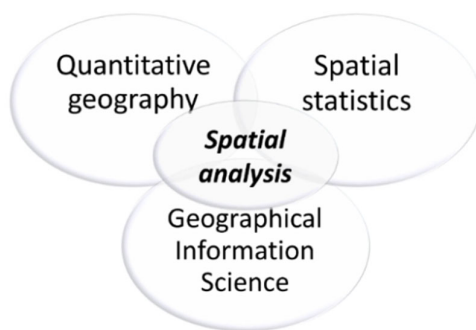 Quantitative
geography
Spatial
statistics
Spatial
analysis
Geographical
Information
Science